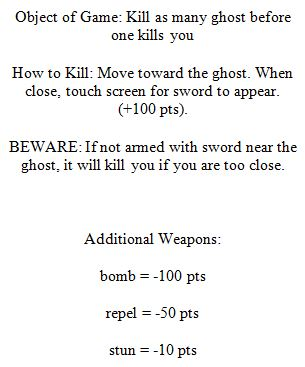 Object of Game: Kill as many ghost before
one kills you
How to Kill: Move toward the ghost. When
close, touch screen for sword to appear.
(+100 pts).
BEWARE: If not armed with sword near the
ghost, it will kill you if you are too close.
Additional Weapons:
bomb = -100 pts
repel = -50 pts
stun = -10 pts